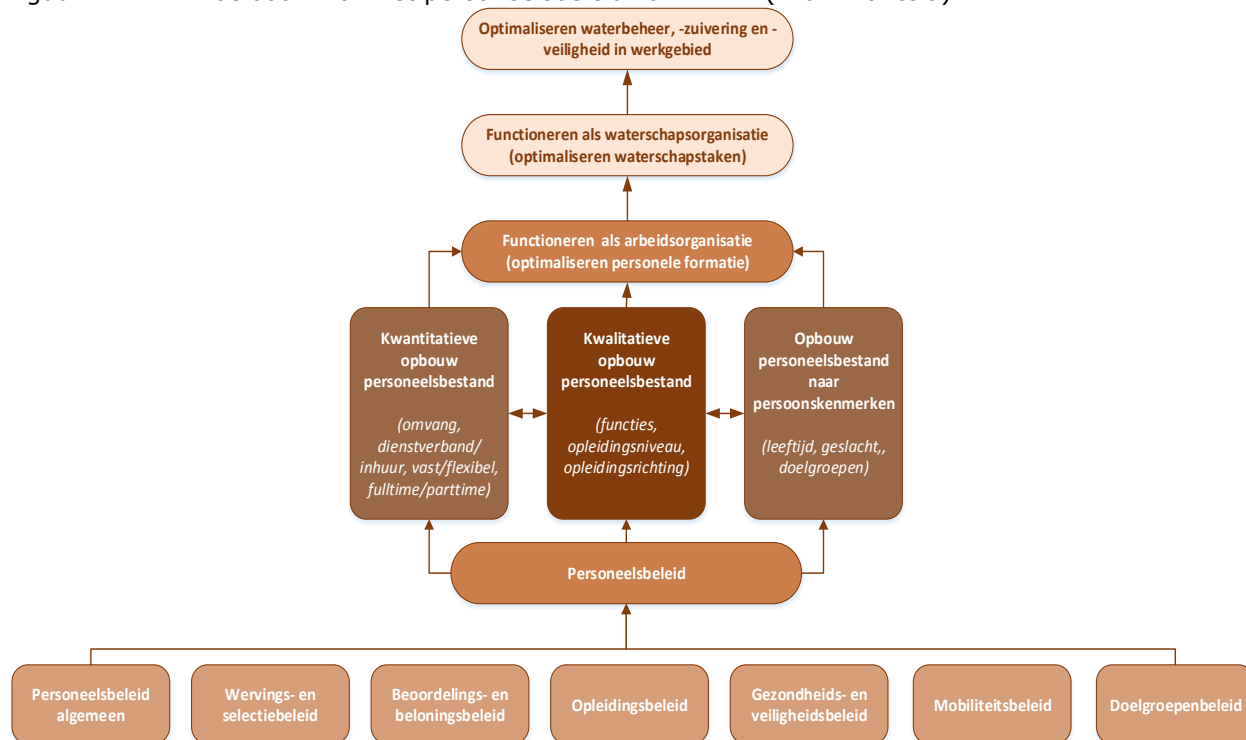 Optimaliseren waterbeheer, -zuivering en -
veiligheid in werkgebied
Functioneren als waterschapsorganisatie
(optimaliseren waterschapstaken)
Functioneren als arbeidsorganisatie
(optimaliseren personele formatie)
Kwantitatieve
opbouw
personeelsbestand
(omvang,
dienstverband/
inhuur, vast/flexibel,
fulltime/parttime)
Kwalitatieve
opbouw
personeelsbestand
(functies,
opleidingsniveau,
opleidingsrichting)
Opbouw
personeelsbestand
naar
persoonskenmerken
(leeftijd, geslacht,,
doelgroepen)
Personeelsbeleid
Personeelsbeleid
algemeen
Wervings- en
selectiebeleid
Beoordelings- en
beloningsbeleid
Opleidingsbeleid
Gezondheids- en
veiligheidsbeleid
Mobiliteitsbeleid
Doelgroepenbeleid